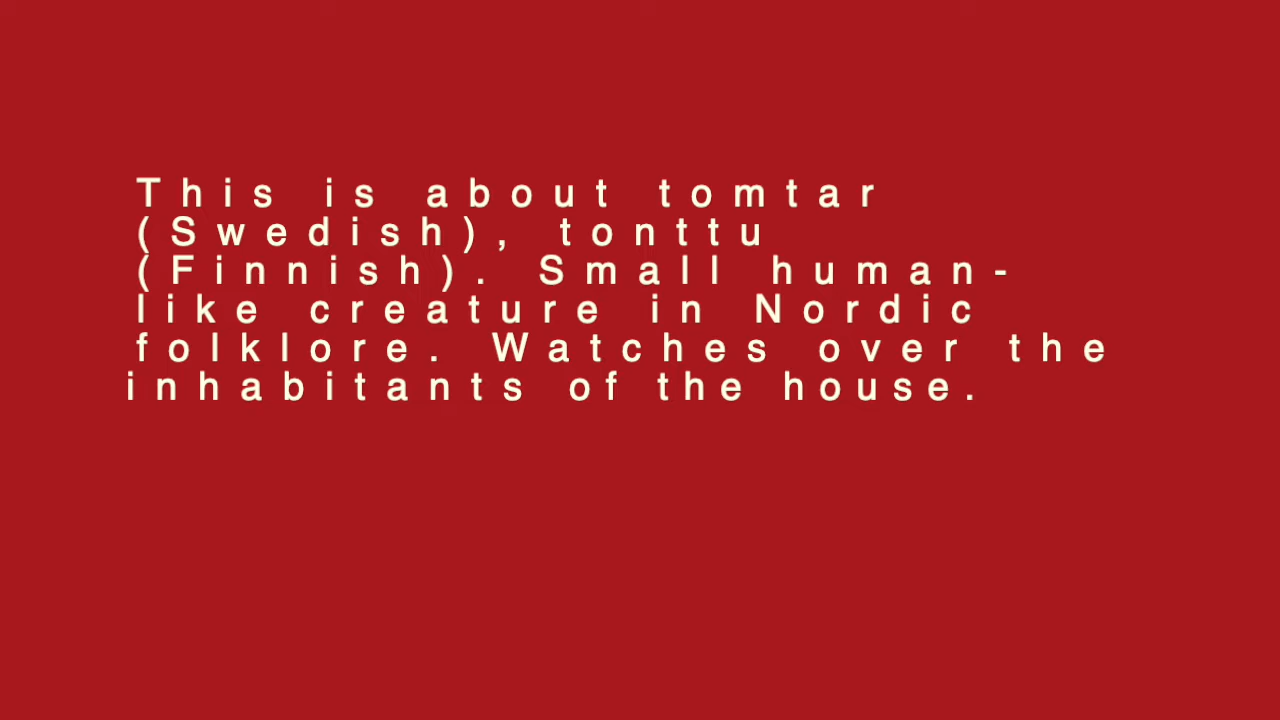 This is about tomtar
(Swedish), tonttu
(Finnish). Small human-
like creature in Nordic
folklore. Watches over the
inhabitants of the house.